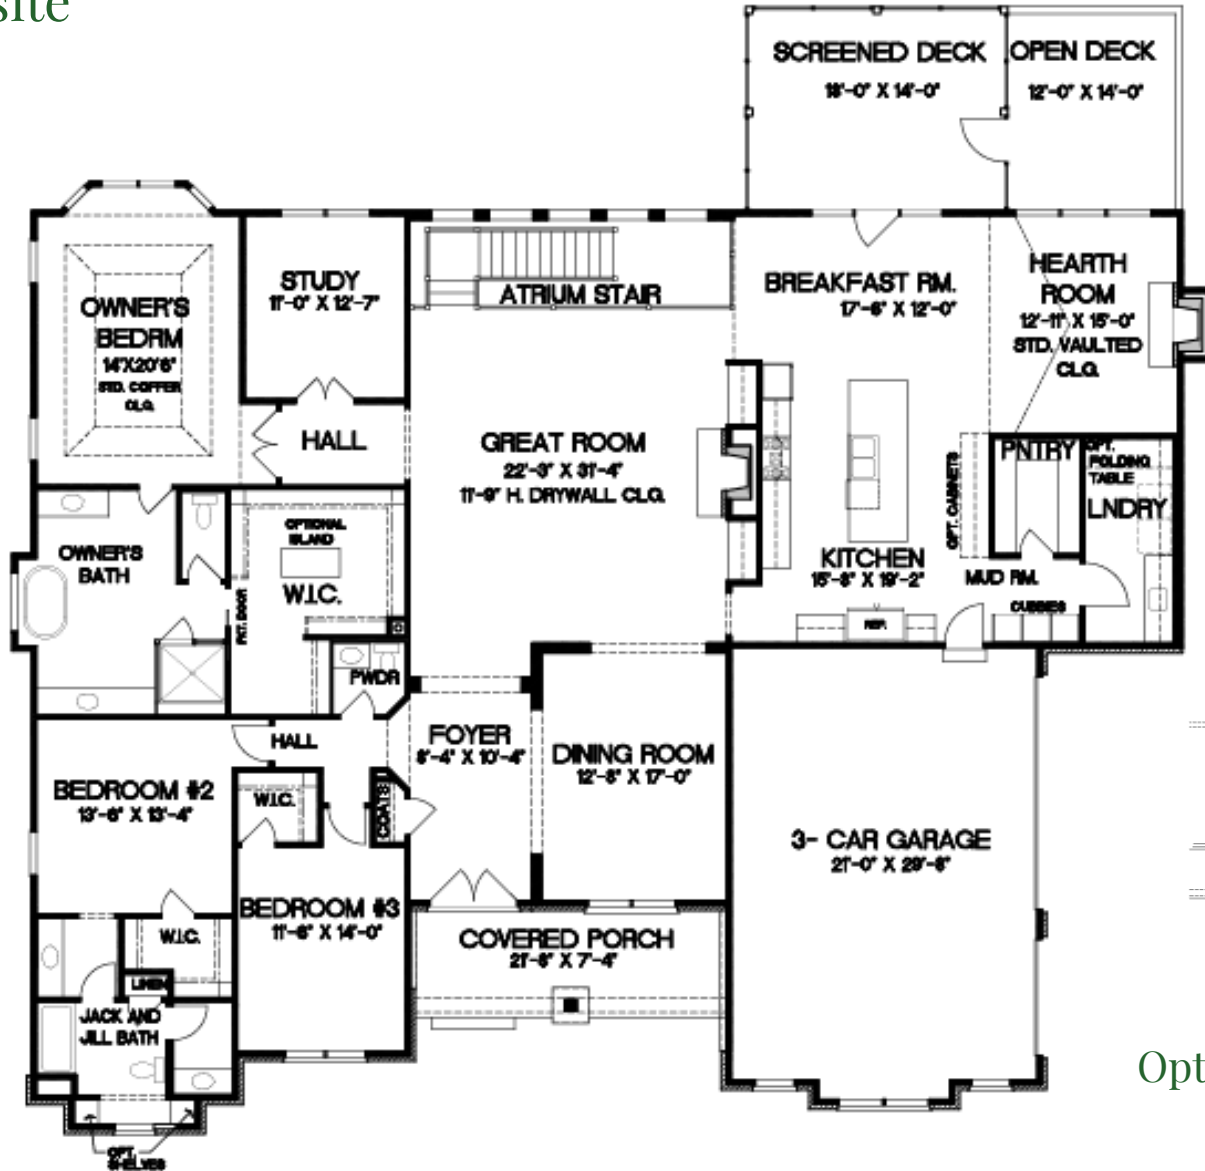 site
SCREENED DECK
18'-0" X 14'-0"
OPEN DECK
12'-0" X 14'-0"
OWNER'S
BEDRM
14'X20'6"
STD. COFFER
CLG.
STUDY
11'-0" X 12'-7"
ATRIUM STAIR
BREAKFAST RM.
17'-6" X 12'-0"
HEARTH
ROOM
12'-11" X 15'-0"
STD. VAULTED
CLG.
HALL
GREAT ROOM
22'-3" X 31'-4"
11'-9" H. DRYWALL CLG.
PNTRY
OPT.
FOLDING
TABLE
LNDRY
OPT. CABINETS
OWNER'S
BATH
OPTIONAL
ISLAND
W.I.C.
PKT. DOOR
KITCHEN
15'-8" X 19'-2"
MUD RM.
CUBBIES
REF.
PWDR
HALL
FOYER
8'-4" X 10'-4"
DINING ROOM
12'-8" X 17'-0"
BEDROOM #2
13'-6" X 13'-4"
W.I.C.
COATS
3- CAR GARAGE
21'-0" X 29'-8"
BEDROOM #3
11'-6" X 14'-0"
W.I.C.
COVERED PORCH
21'-8" X 7'-4"
LINEN
JACK AND
JILL BATH
OPT.
SHELVES
Opt